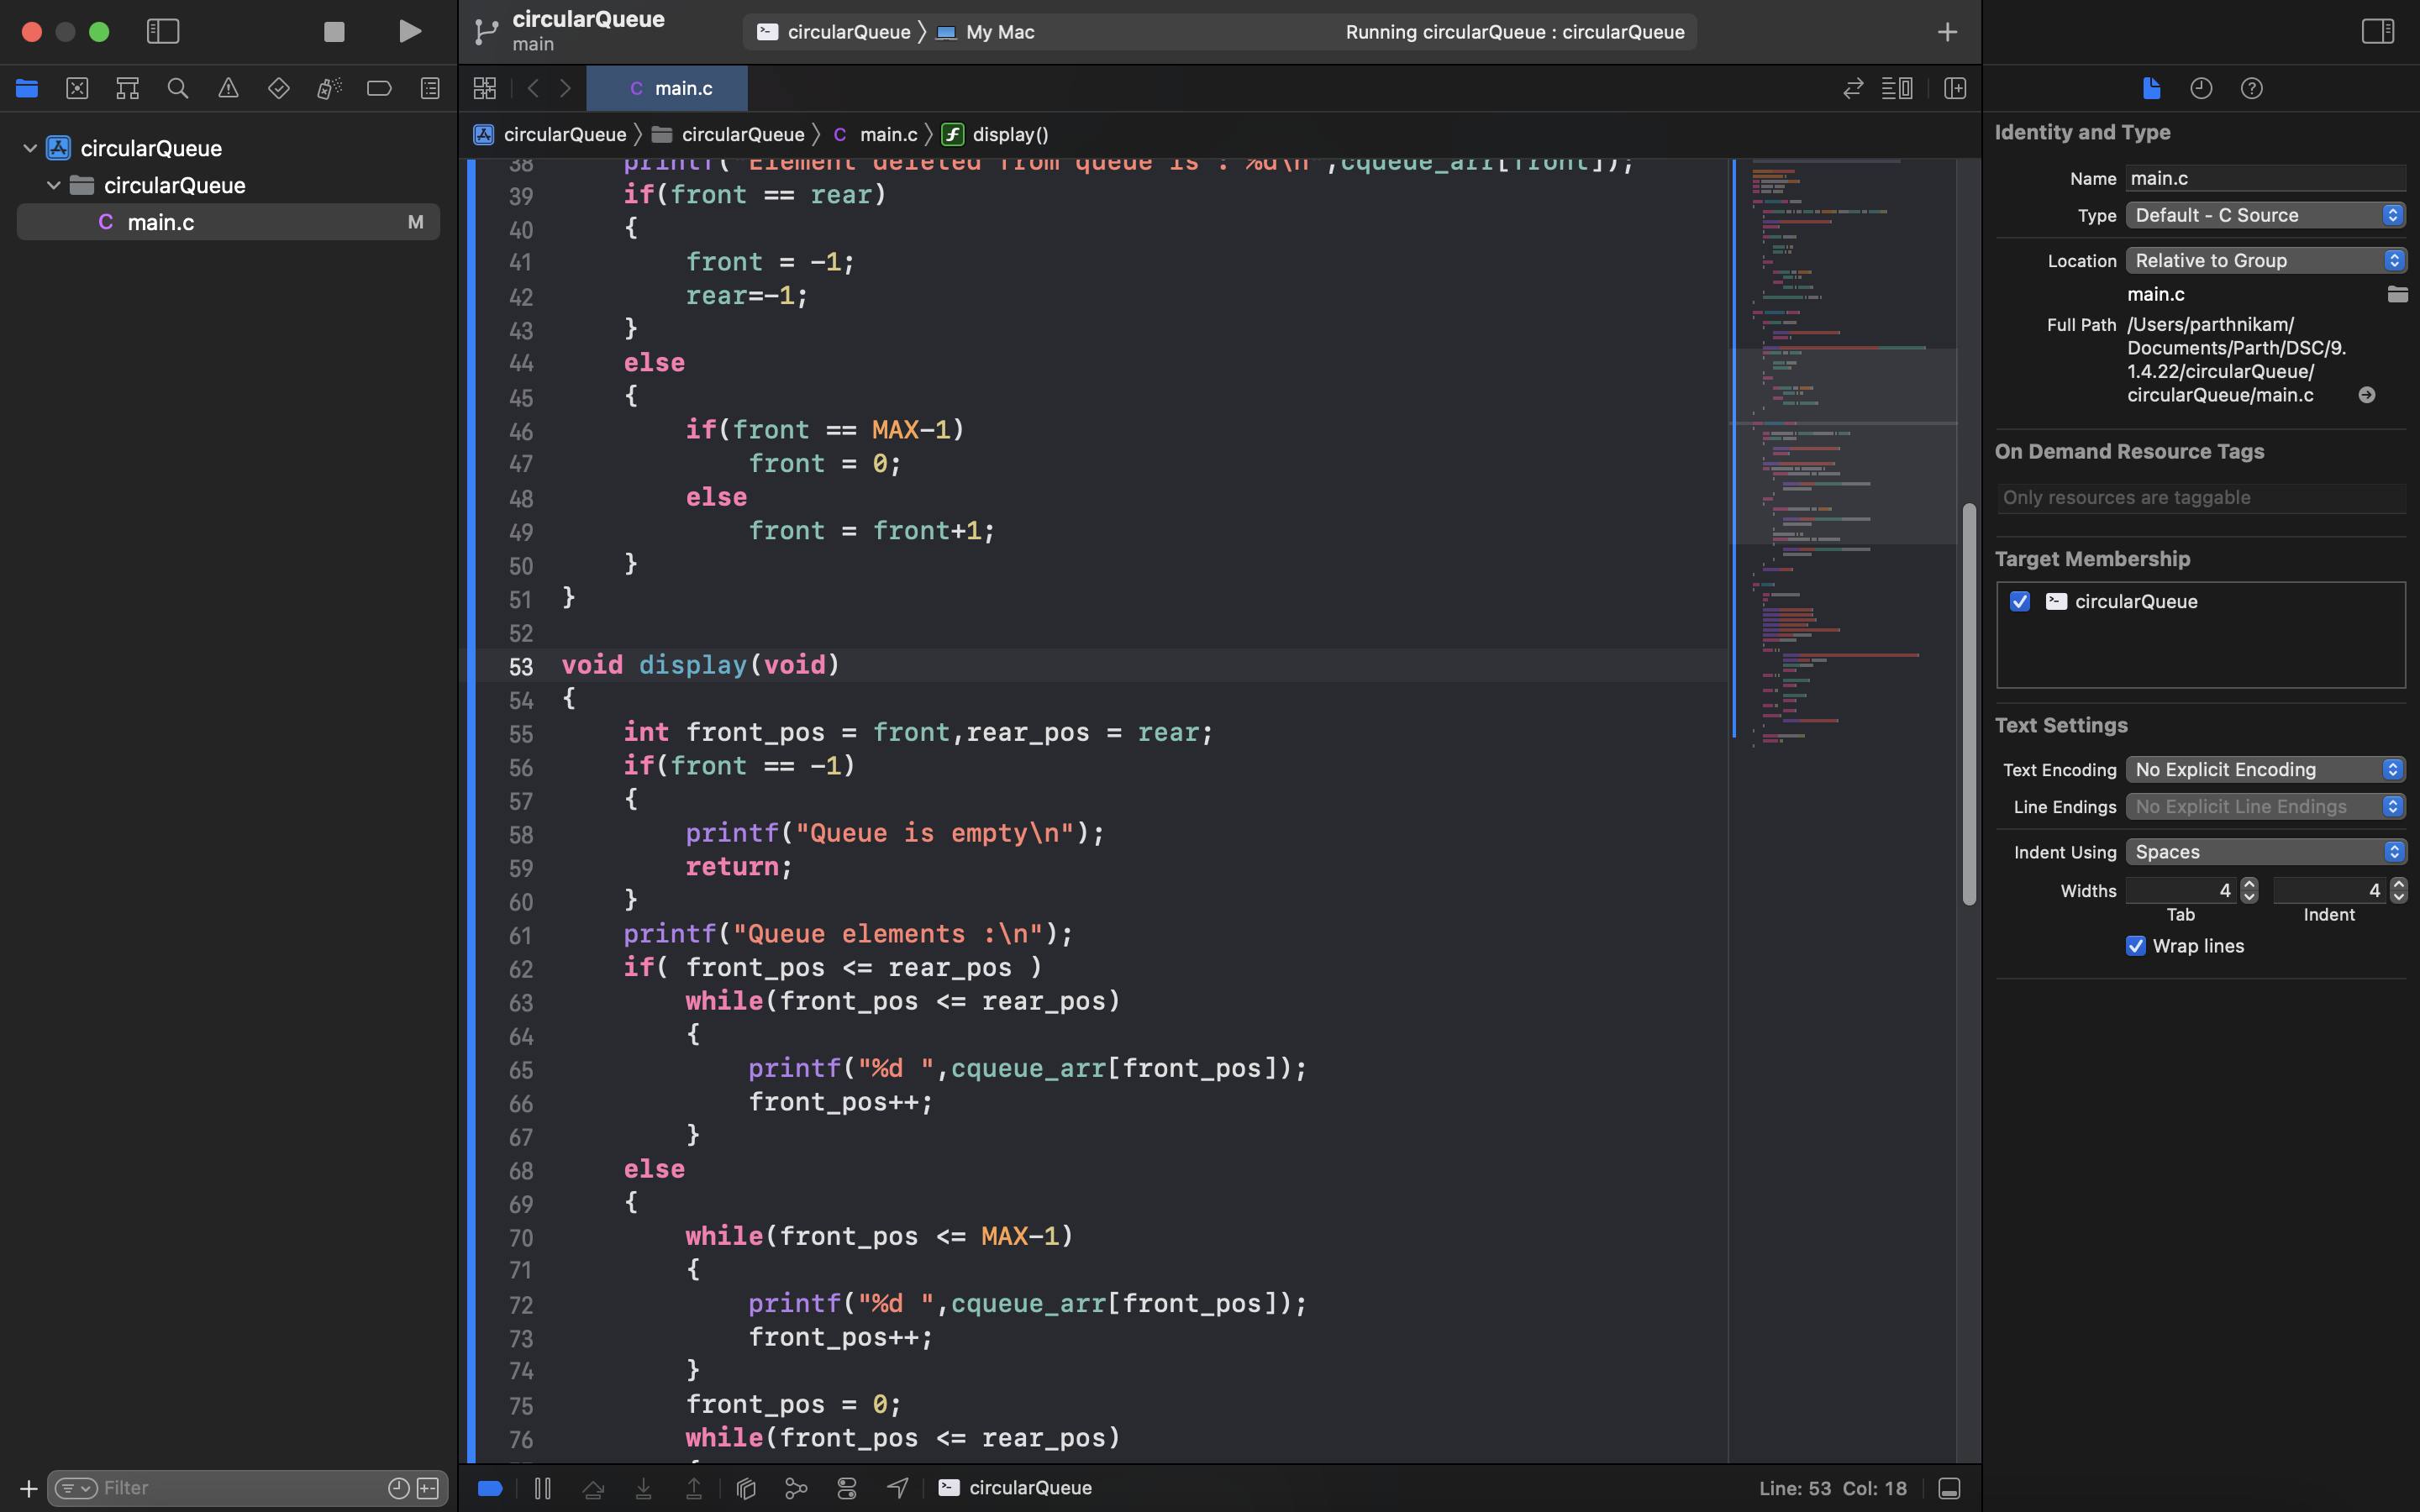 circularQueue
main
circularQueue
My Mac
Running circularQueue : circularQueue
C main.c
circularQueue
circularQueue
C main.c M
circularQueue 〉 circularQueue 〉 C main.c 〉 display()
38 printf("Element deleted from queue is : %d\n",cqueue_arr[front]);
39 if(front == rear)
40 {
41 front = -1;
42 rear=-1;
43 }
44 else
45 {
46 if(front == MAX-1)
47 front = 0;
48 else
49 front = front+1;
50 }
51 }
52
53 void display(void)
54 {
55 int front_pos = front,rear_pos = rear;
56 if(front == -1)
57 {
58 printf("Queue is empty\n");
59 return;
60 }
61 printf("Queue elements :\n");
62 if( front_pos <= rear_pos )
63 while(front_pos <= rear_pos)
64 {
65 printf("%d ",cqueue_arr[front_pos]);
66 front_pos++;
67 }
68 else
69 {
70 while(front_pos <= MAX-1)
71 {
72 printf("%d ",cqueue_arr[front_pos]);
73 front_pos++;
74 }
75 front_pos = 0;
76 while(front_pos <= rear_pos)
Filter
circularQueue
Line: 53 Col: 18
Identity and Type
Name main.c
Type Default - C Source
Location Relative to Group
main.c
Full Path /Users/parthnikam/
Documents/Parth/DSC/9.
1.4.22/circularQueue/
circularQueue/main.c
On Demand Resource Tags
Only resources are taggable
Target Membership
circularQueue
Text Settings
Text Encoding No Explicit Encoding
Line Endings No Explicit Line Endings
Indent Using Spaces
Widths 4 4
Tab Indent
Wrap lines